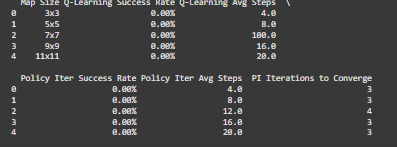 Map Size Q-Learning Success Rate Q-Learning Avg Steps \
0 3x3 0.00% 4.0
1 5x5 0.00% 8.0
2 7x7 0.00% 100.0
3 9x9 0.00% 16.0
4 11x11 0.00% 20.0
Policy Iter Success Rate Policy Iter Avg Steps PI Iterations to Converge
0 0.00% 4.0 3
1 0.00% 8.0 3
2 0.00% 12.0 4
3 0.00% 16.0 3
4 0.00% 20.0 3